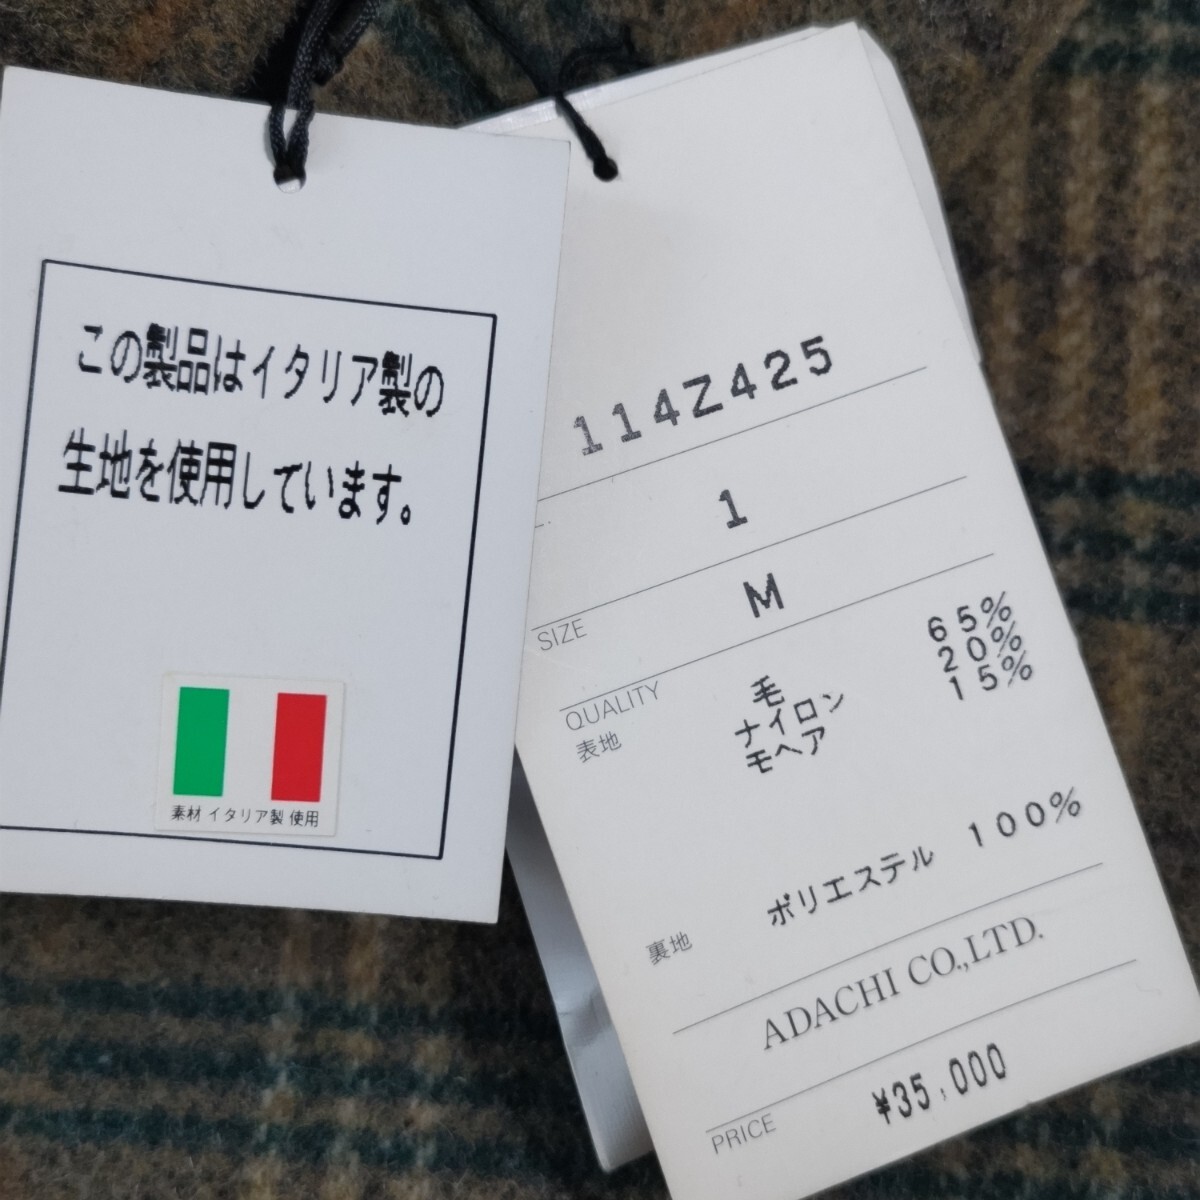 この製品はイタリア製の
生地を使用しています。
素材 イタリア製 使用
114Z425
1
SIZE M
QUALITY
表地 毛 65%
ナイロン 20%
モヘア 15%
裏地 ポリエステル 100%
ADACHI CO.,LTD.
PRICE ¥35,000